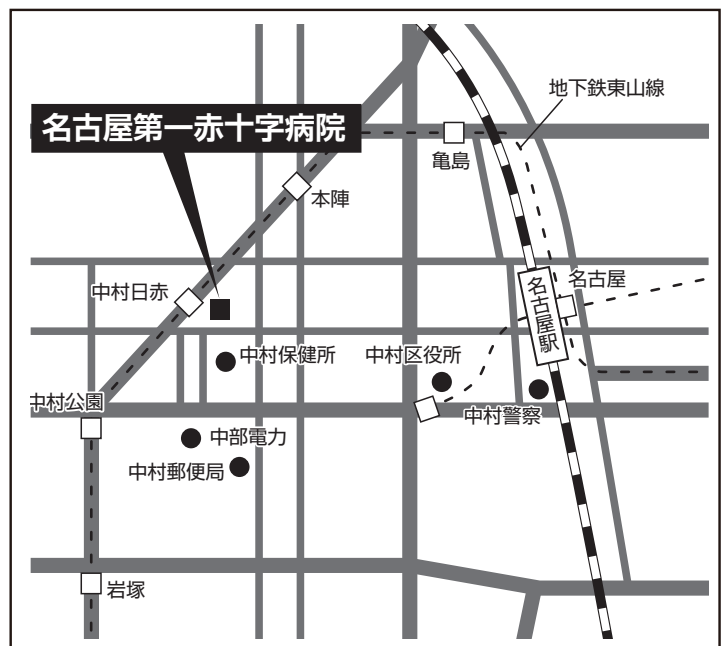 地下鉄東山線
名古屋第一赤十字病院
亀島
本陣
名古屋
中村日赤
名古屋駅
中村保健所
中村区役所
中村公園
中村警察
中部電力
中村郵便局
岩塚